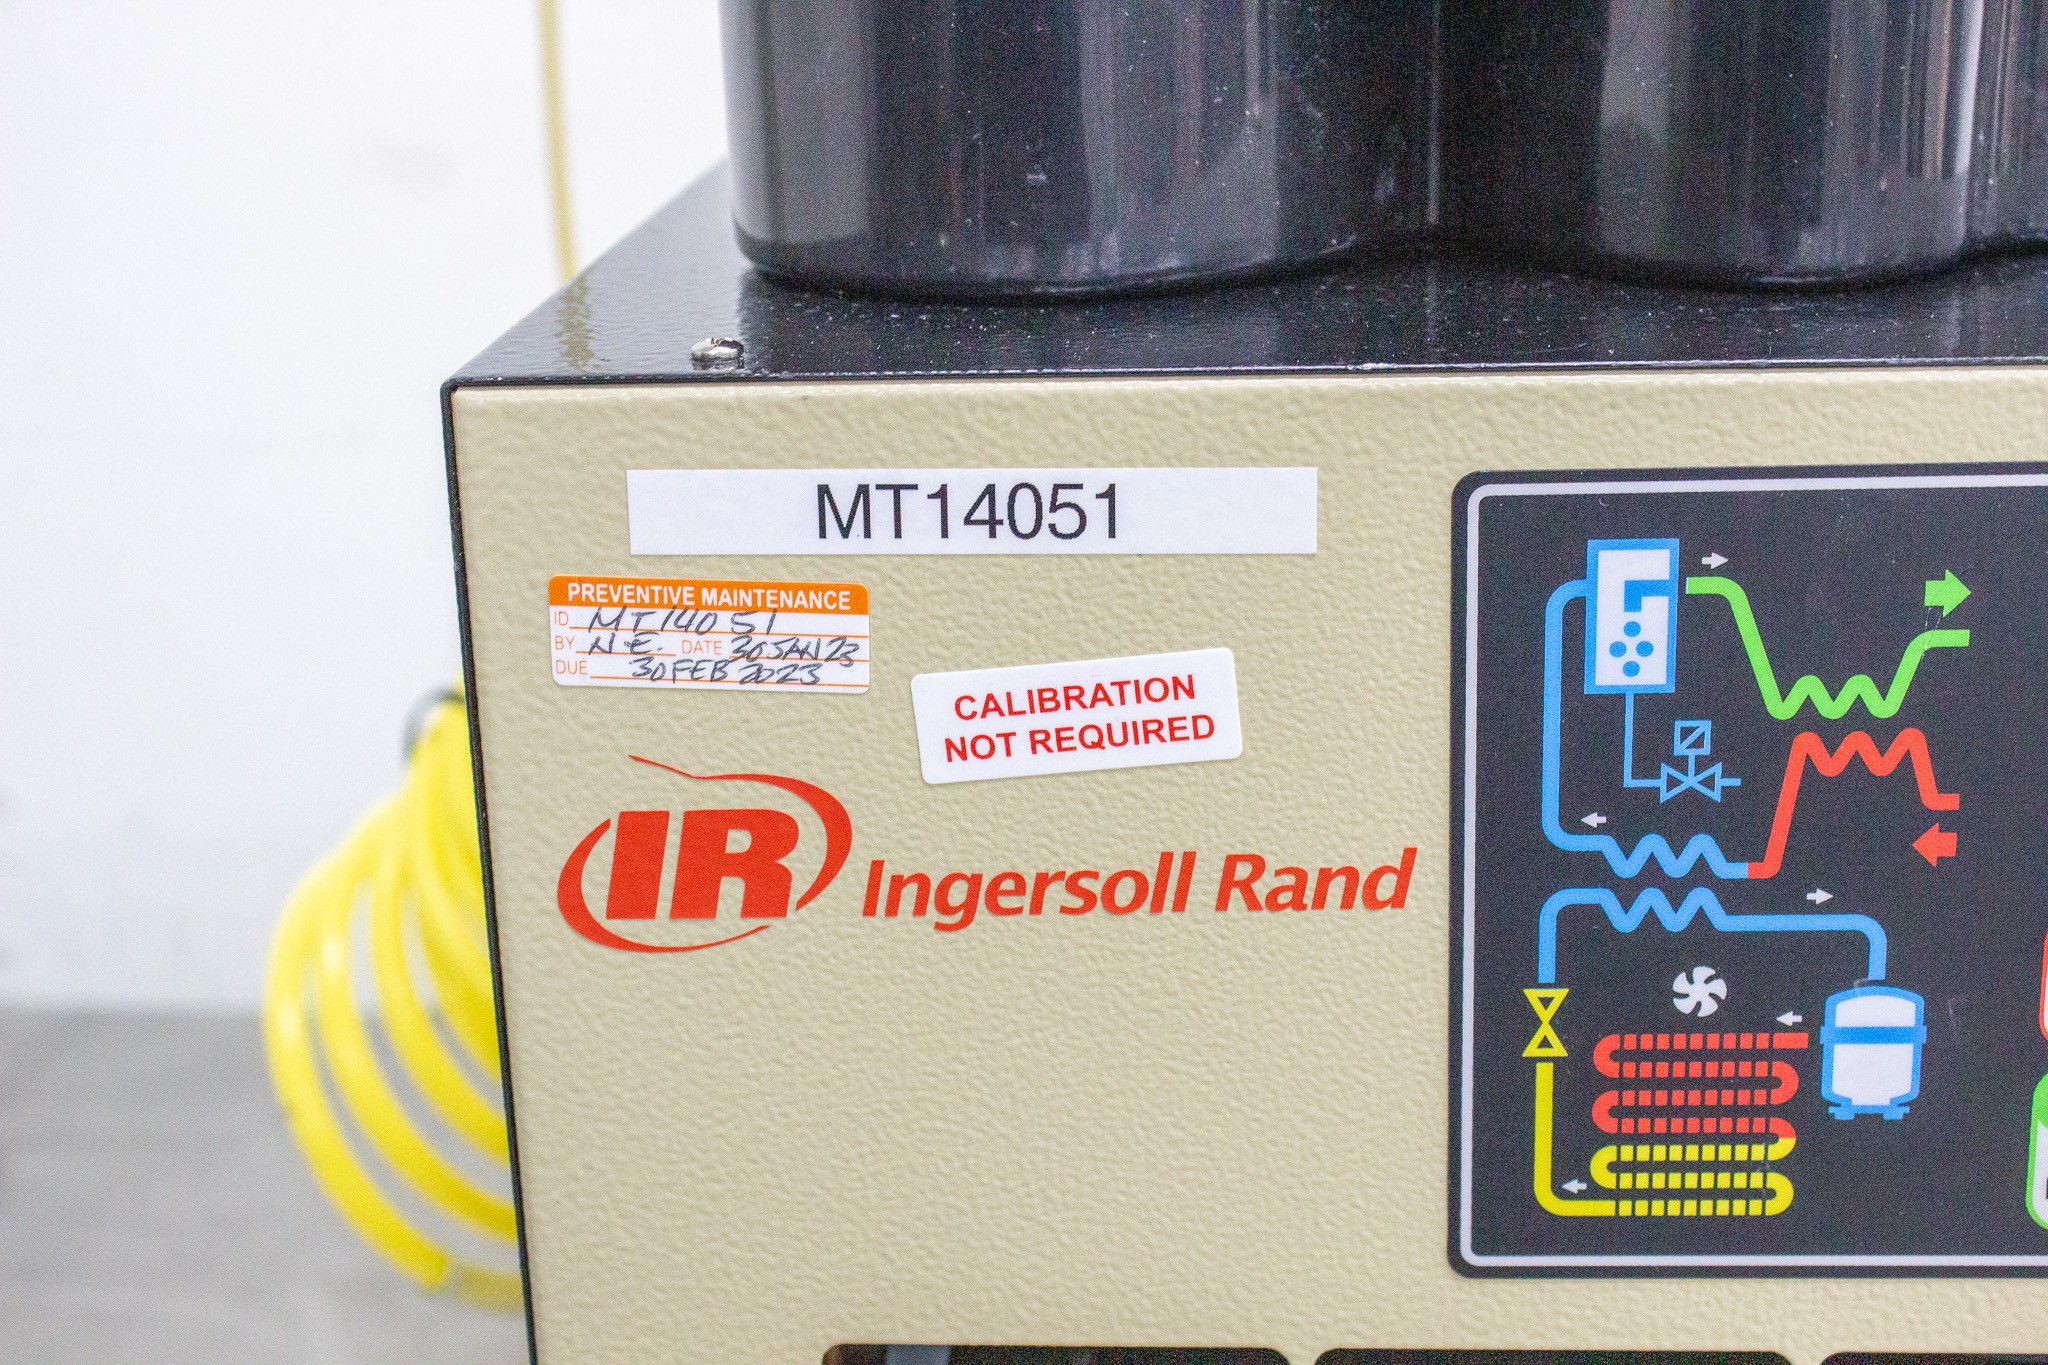 MT14051
PREVENTIVE MAINTENANCE
ID MT14051
BY N.E. DATE 30JAN23
DUE 30FEB2023
CALIBRATION
NOT REQUIRED
IR Ingersoll Rand